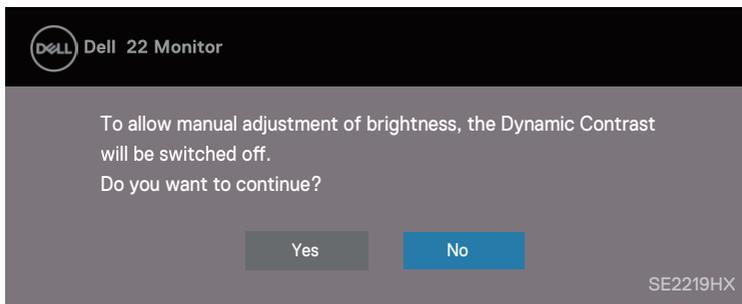 DELL Dell 22 Monitor
To allow manual adjustment of brightness, the Dynamic Contrast
will be switched off.
Do you want to continue?
Yes No
SE2219HX